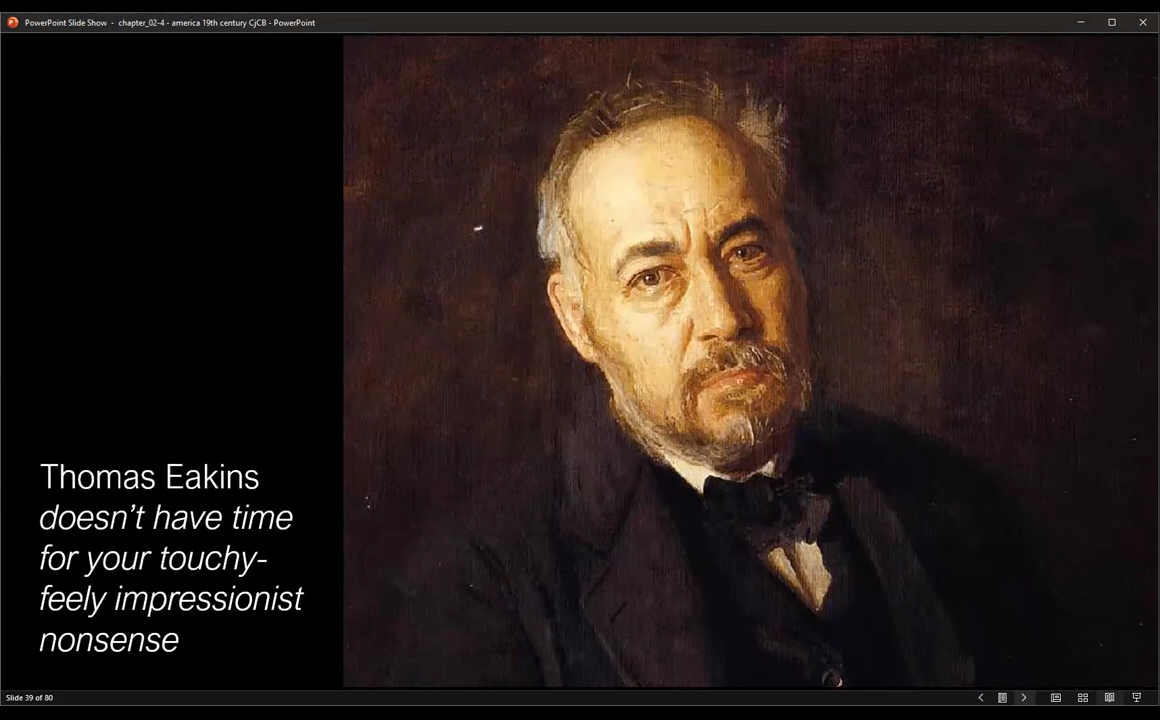 PowerPoint Slide Show - chapter_02-4 - america 19th century CjCB - PowerPoint
Thomas Eakins
doesn't have time
for your touchy-
feely impressionist
nonsense
Slide 39 of 80